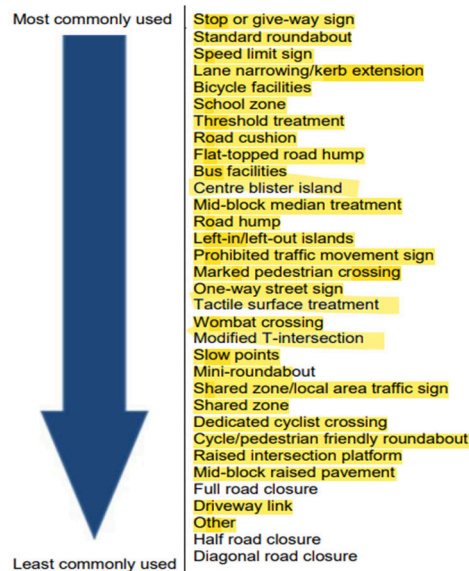 Most commonly used
Stop or give-way sign
Standard roundabout
Speed limit sign
Lane narrowing/kerb extension
Bicycle facilities
School zone
Threshold treatment
Road cushion
Flat-topped road hump
Bus facilities
Centre blister island
Mid-block median treatment
Road hump
Left-in/left-out islands
Prohibited traffic movement sign
Marked pedestrian crossing
One-way street sign
Tactile surface treatment
Wombat crossing
Modified T-intersection
Slow points
Mini-roundabout
Shared zone/local area traffic sign
Shared zone
Dedicated cyclist crossing
Cycle/pedestrian friendly roundabout
Raised intersection platform
Mid-block raised pavement
Full road closure
Driveway link
Other
Half road closure
Diagonal road closure
Least commonly used